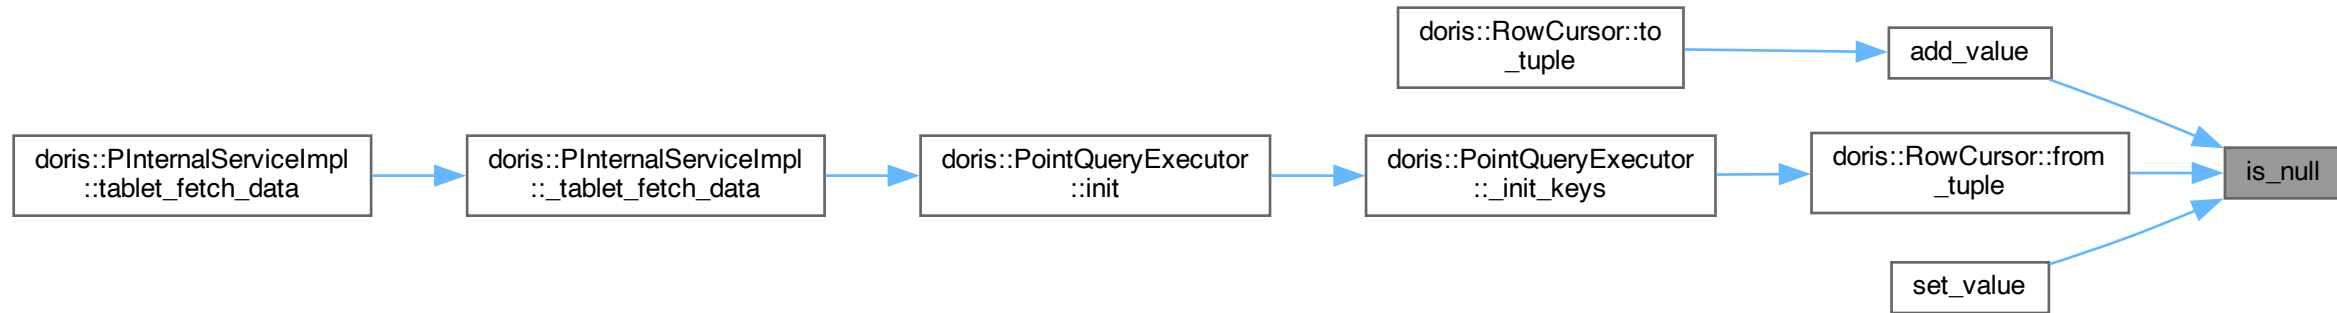 doris::RowCursor::to
_tuple
add_value
doris::PInternalServiceImpl
::tablet_fetch_data
doris::PInternalServiceImpl
::_tablet_fetch_data
doris::PointQueryExecutor
::init
doris::PointQueryExecutor
::_init_keys
doris::RowCursor::from
_tuple
is_null
set_value